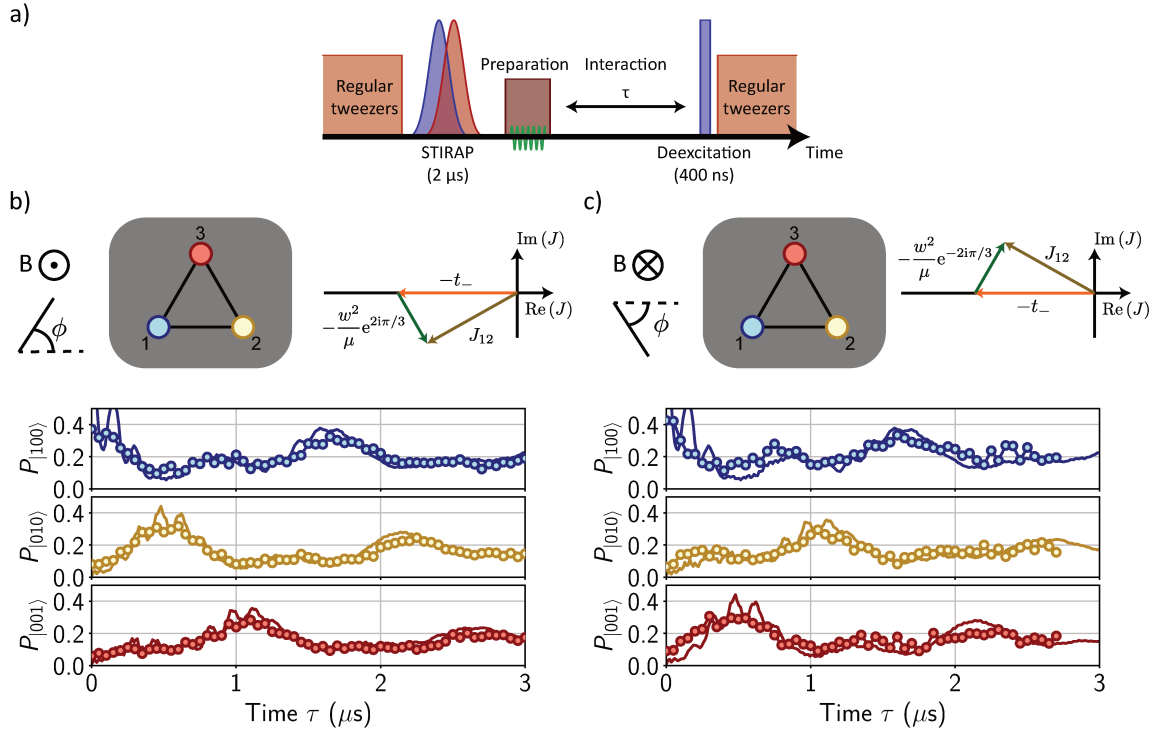 a)
Regular
tweezers
STIRAP
(2 μs)
Preparation
Interaction
τ
Deexcitation
(400 ns)
Regular
tweezers
Time
b)
B
ϕ
3
1
2
Im (J)
−t₋
Re (J)
−w²/μ e^{2iπ/3}
J₁₂
c)
B
ϕ
3
1
2
−w²/μ e^{−2iπ/3}
J₁₂
Im (J)
−t₋
Re (J)
P|100⟩
0.4
0.2
0.0
P|010⟩
0.4
0.2
0.0
P|001⟩
0.4
0.2
0.0
0 1 2 3
Time τ (μs)
P|100⟩
0.4
0.2
0.0
P|010⟩
0.4
0.2
0.0
P|001⟩
0.4
0.2
0.0
0 1 2 3
Time τ (μs)